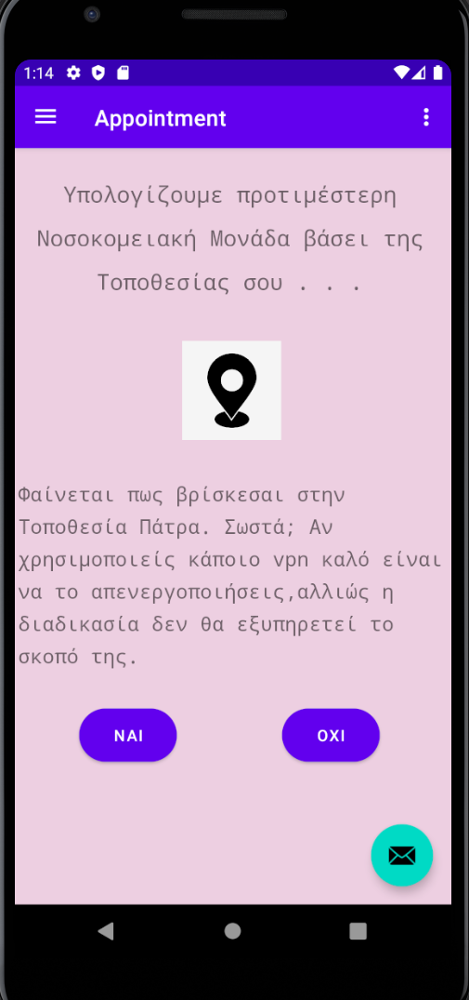 1:14
Appointment
Υπολογίζουμε προτιμέστερη
Νοσοκομειακή Μονάδα βάσει της
Τοποθεσίας σου . . .
Φαίνεται πως βρίσκεσαι στην
Τοποθεσία Πάτρα. Σωστά; Αν
χρησιμοποιείς κάποιο vpn καλό είναι
να το απενεργοποιήσεις,αλλιώς η
διαδικασία δεν θα εξυπηρετεί το
σκοπό της.
ΝΑΙ ΟΧΙ